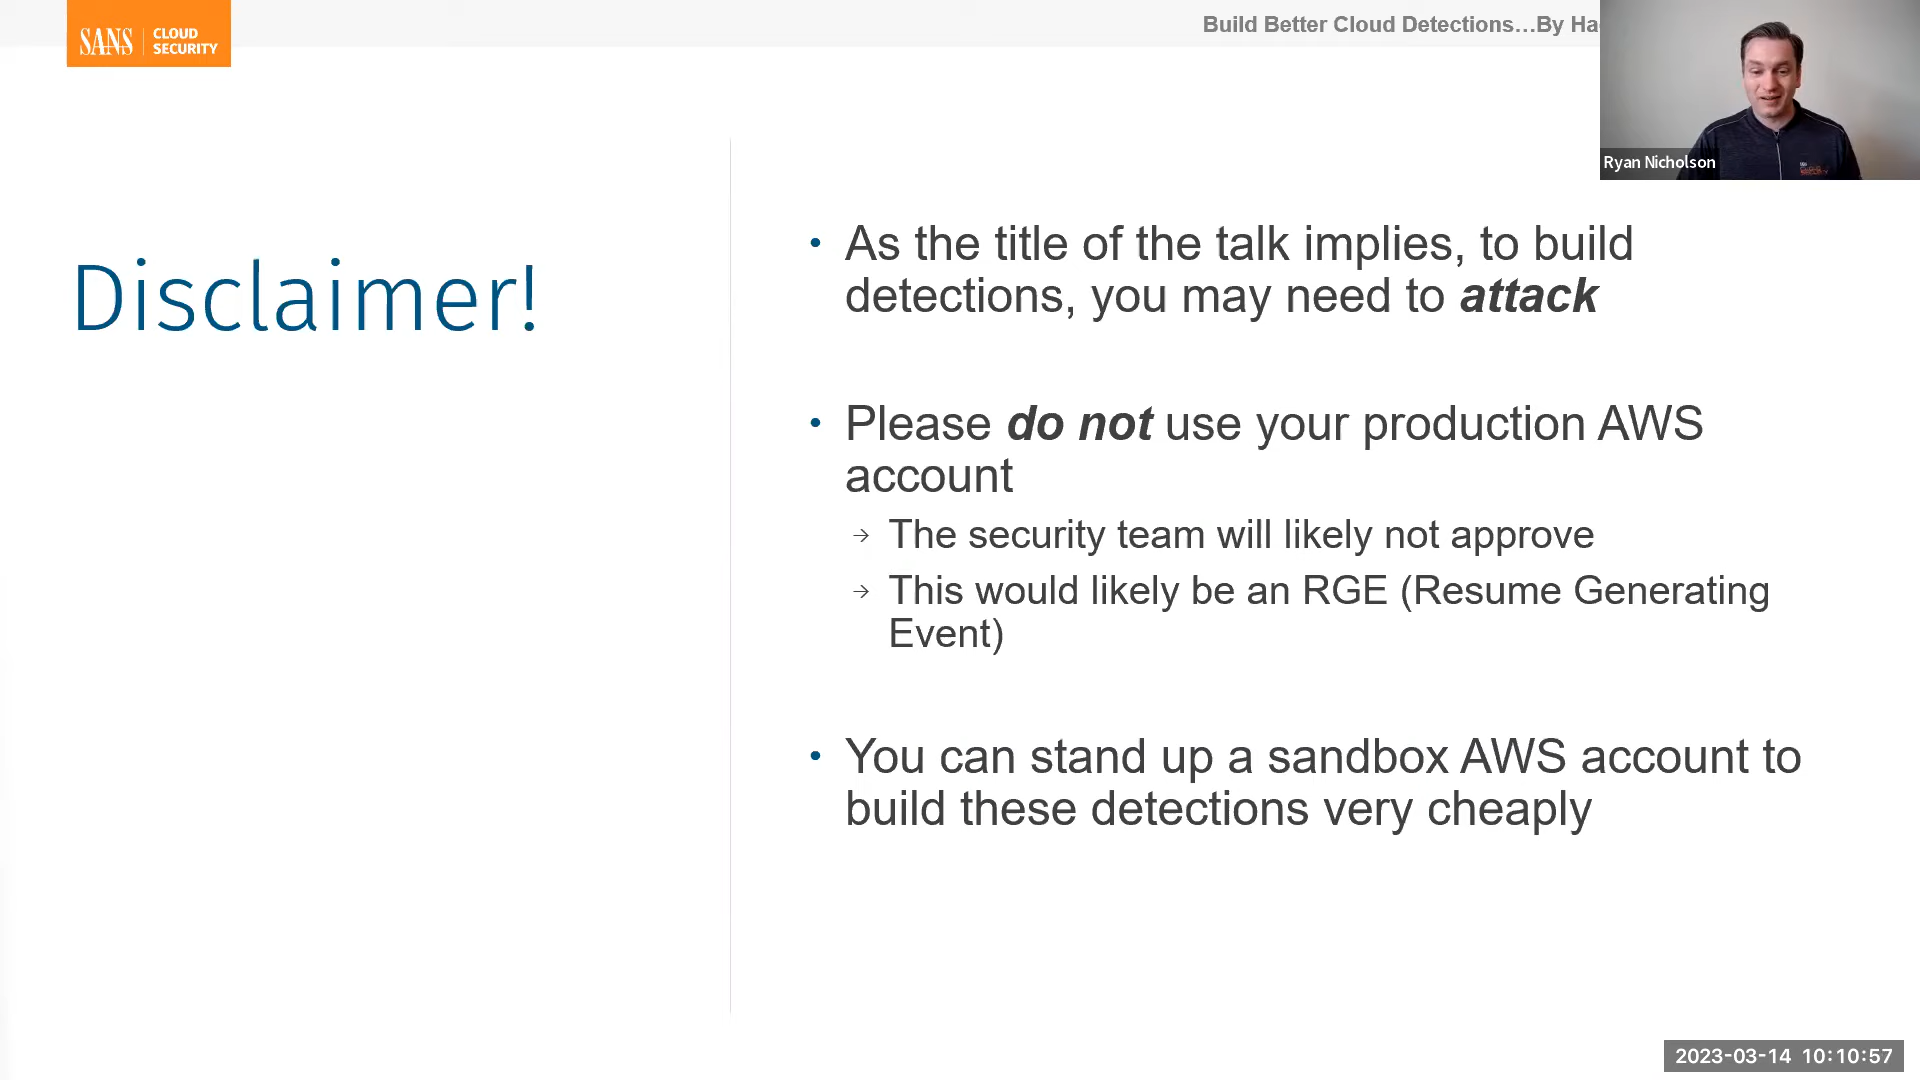 SANS
CLOUD
SECURITY
Build Better Cloud Detections…By Ha
Ryan Nicholson
Disclaimer!
• As the title of the talk implies, to build
detections, you may need to attack
• Please do not use your production AWS
account
→ The security team will likely not approve
→ This would likely be an RGE (Resume Generating
Event)
• You can stand up a sandbox AWS account to
build these detections very cheaply
2023-03-14 10:10:57